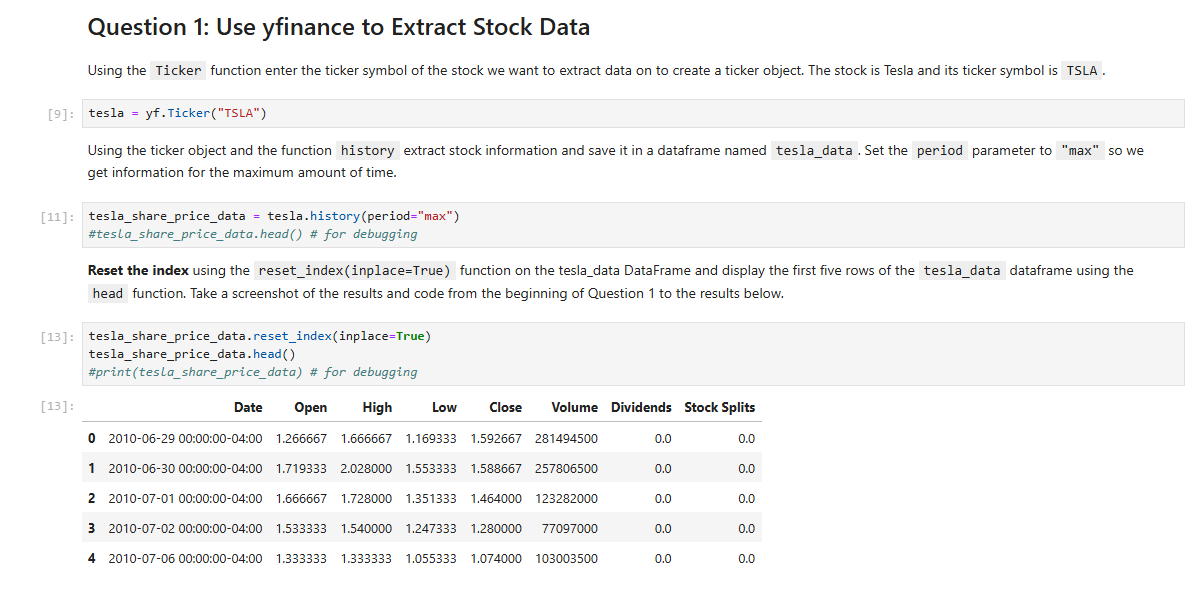 Question 1: Use yfinance to Extract Stock Data
Using the Ticker function enter the ticker symbol of the stock we want to extract data on to create a ticker object. The stock is Tesla and its ticker symbol is TSLA .
[9]: tesla = yf.Ticker("TSLA")
Using the ticker object and the function history extract stock information and save it in a dataframe named tesla_data . Set the period parameter to "max" so we
get information for the maximum amount of time.
[11]: tesla_share_price_data = tesla.history(period="max")
#tesla_share_price_data.head() # for debugging
Reset the index using the reset_index(inplace=True) function on the tesla_data DataFrame and display the first five rows of the tesla_data dataframe using the
head function. Take a screenshot of the results and code from the beginning of Question 1 to the results below.
[13]: tesla_share_price_data.reset_index(inplace=True)
tesla_share_price_data.head()
#print(tesla_share_price_data) # for debugging
[13]: Date Open High Low Close Volume Dividends Stock Splits
0 2010-06-29 00:00:00-04:00 1.266667 1.666667 1.169333 1.592667 281494500 0.0 0.0
1 2010-06-30 00:00:00-04:00 1.719333 2.028000 1.553333 1.588667 257806500 0.0 0.0
2 2010-07-01 00:00:00-04:00 1.666667 1.728000 1.351333 1.464000 123282000 0.0 0.0
3 2010-07-02 00:00:00-04:00 1.533333 1.540000 1.247333 1.280000 77097000 0.0 0.0
4 2010-07-06 00:00:00-04:00 1.333333 1.333333 1.055333 1.074000 103003500 0.0 0.0